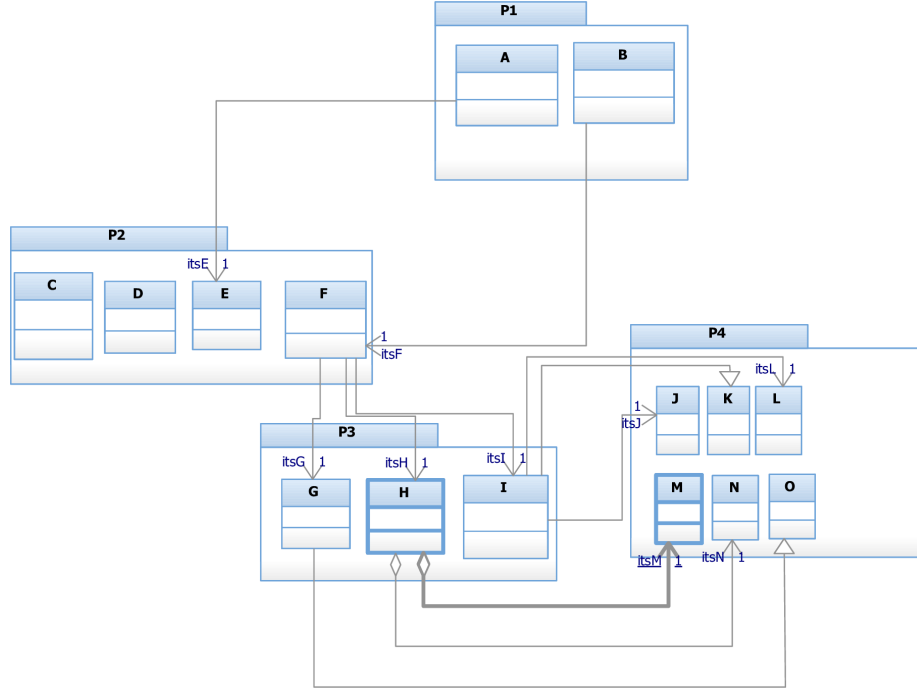 P1
A B
P2
itsE 1
C D E F
1
itsF
P4
itsL 1
J K L
1
itsJ
P3
itsG 1 itsH 1 itsI 1
G H I
M N O
itsM 1 itsN 1